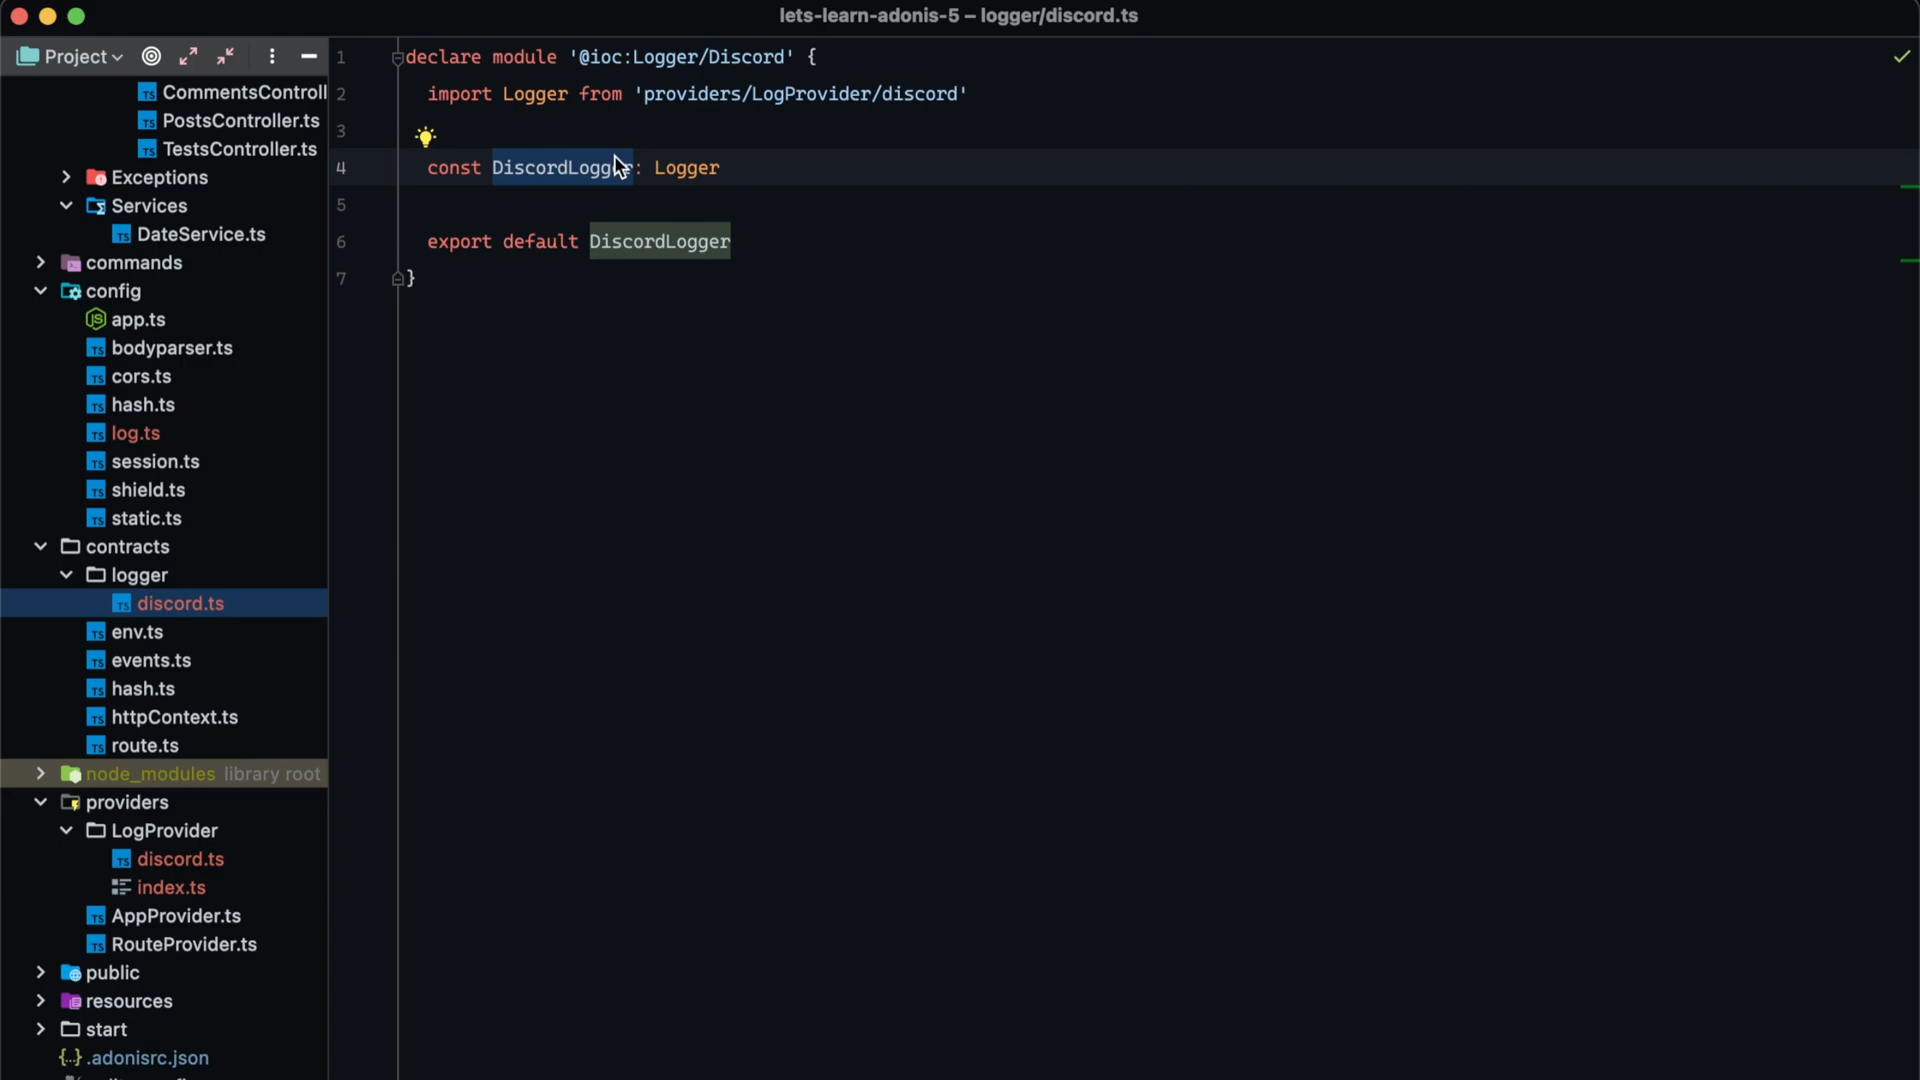 lets-learn-adonis-5 – logger/discord.ts
Project
CommentsControll
PostsController.ts
TestsController.ts
Exceptions
Services
DateService.ts
commands
config
app.ts
bodyparser.ts
cors.ts
hash.ts
log.ts
session.ts
shield.ts
static.ts
contracts
logger
discord.ts
env.ts
events.ts
hash.ts
httpContext.ts
route.ts
node_modules library root
providers
LogProvider
discord.ts
index.ts
AppProvider.ts
RouteProvider.ts
public
resources
start
.adonisrc.json
1 declare module '@ioc:Logger/Discord' {
2 import Logger from 'providers/LogProvider/discord'
3
4 const DiscordLogger: Logger
5
6 export default DiscordLogger
7 }